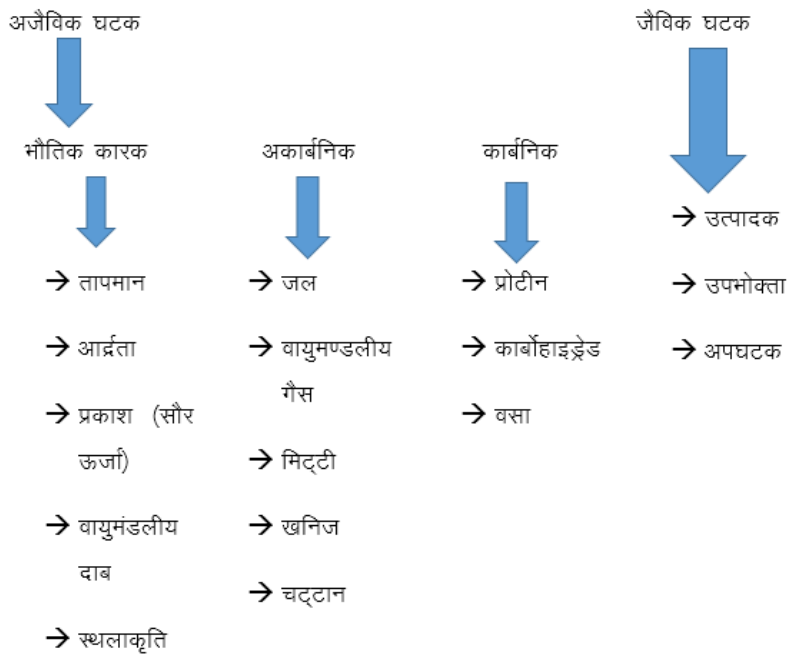 अजैविक घटक
जैविक घटक
भौतिक कारक
अकार्बनिक
कार्बनिक
→ तापमान
→ आर्द्रता
→ प्रकाश (सौर
ऊर्जा)
→ वायुमंडलीय
दाब
→ स्थलाकृति
→ जल
→ वायुमण्डलीय
गैस
→ मिट्टी
→ खनिज
→ चट्टान
→ प्रोटीन
→ कार्बोहाइड्रेड
→ वसा
→ उत्पादक
→ उपभोक्ता
→ अपघटक